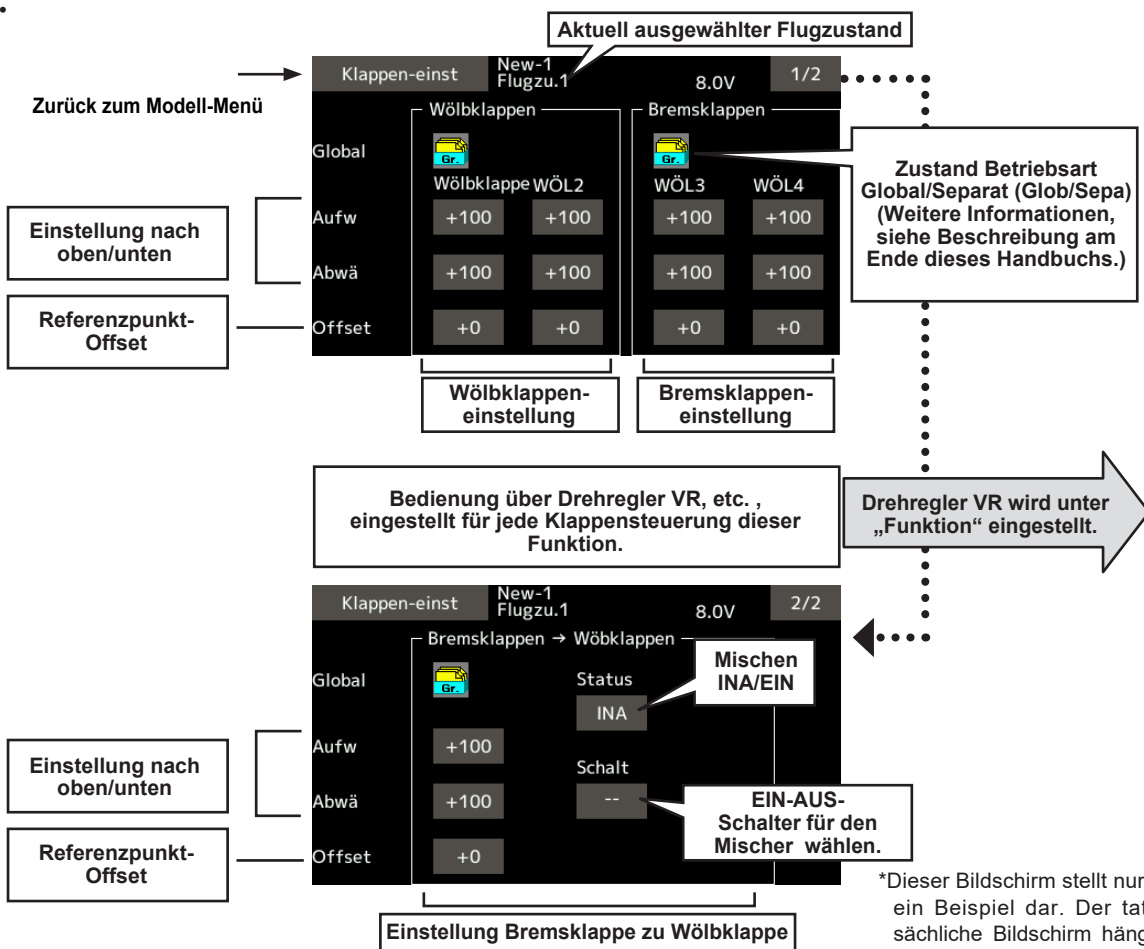 Aktuell ausgewählter Flugzustand
Klappen-einst
New-1
Flugzu.1
8.0V
1/2
Zurück zum Modell-Menü
Wölbklappen
Bremsklappen
Global
Gr.
Gr.
Zustand Betriebsart
Global/Separat (Glob/Sepa)
(Weitere Informationen,
siehe Beschreibung am
Ende dieses Handbuchs.)
Wölbklappe WÖL2
WÖL3
WÖL4
Einstellung nach
oben/unten
Aufw
+100
+100
+100
+100
Abwä
+100
+100
+100
+100
Referenzpunkt-
Offset
Offset
+0
+0
+0
+0
Wölbklappen-
einstellung
Bremsklappen-
einstellung
Bedienung über Drehregler VR, etc. ,
eingestellt für jede Klappensteuerung dieser
Funktion.
Drehregler VR wird unter
„Funktion“ eingestellt.
Klappen-einst
New-1
Flugzu.1
8.0V
2/2
Bremsklappen → Wöbklappen
Global
Gr.
Status
INA
Mischen
INA/EIN
Einstellung nach
oben/unten
Aufw
+100
Schalt
--
Abwä
+100
EIN-AUS-
Schalter für den
Mischer wählen.
Referenzpunkt-
Offset
Offset
+0
Einstellung Bremsklappe zu Wölbklappe
*Dieser Bildschirm stellt nur
ein Beispiel dar. Der tat
sächliche Bildschirm häng